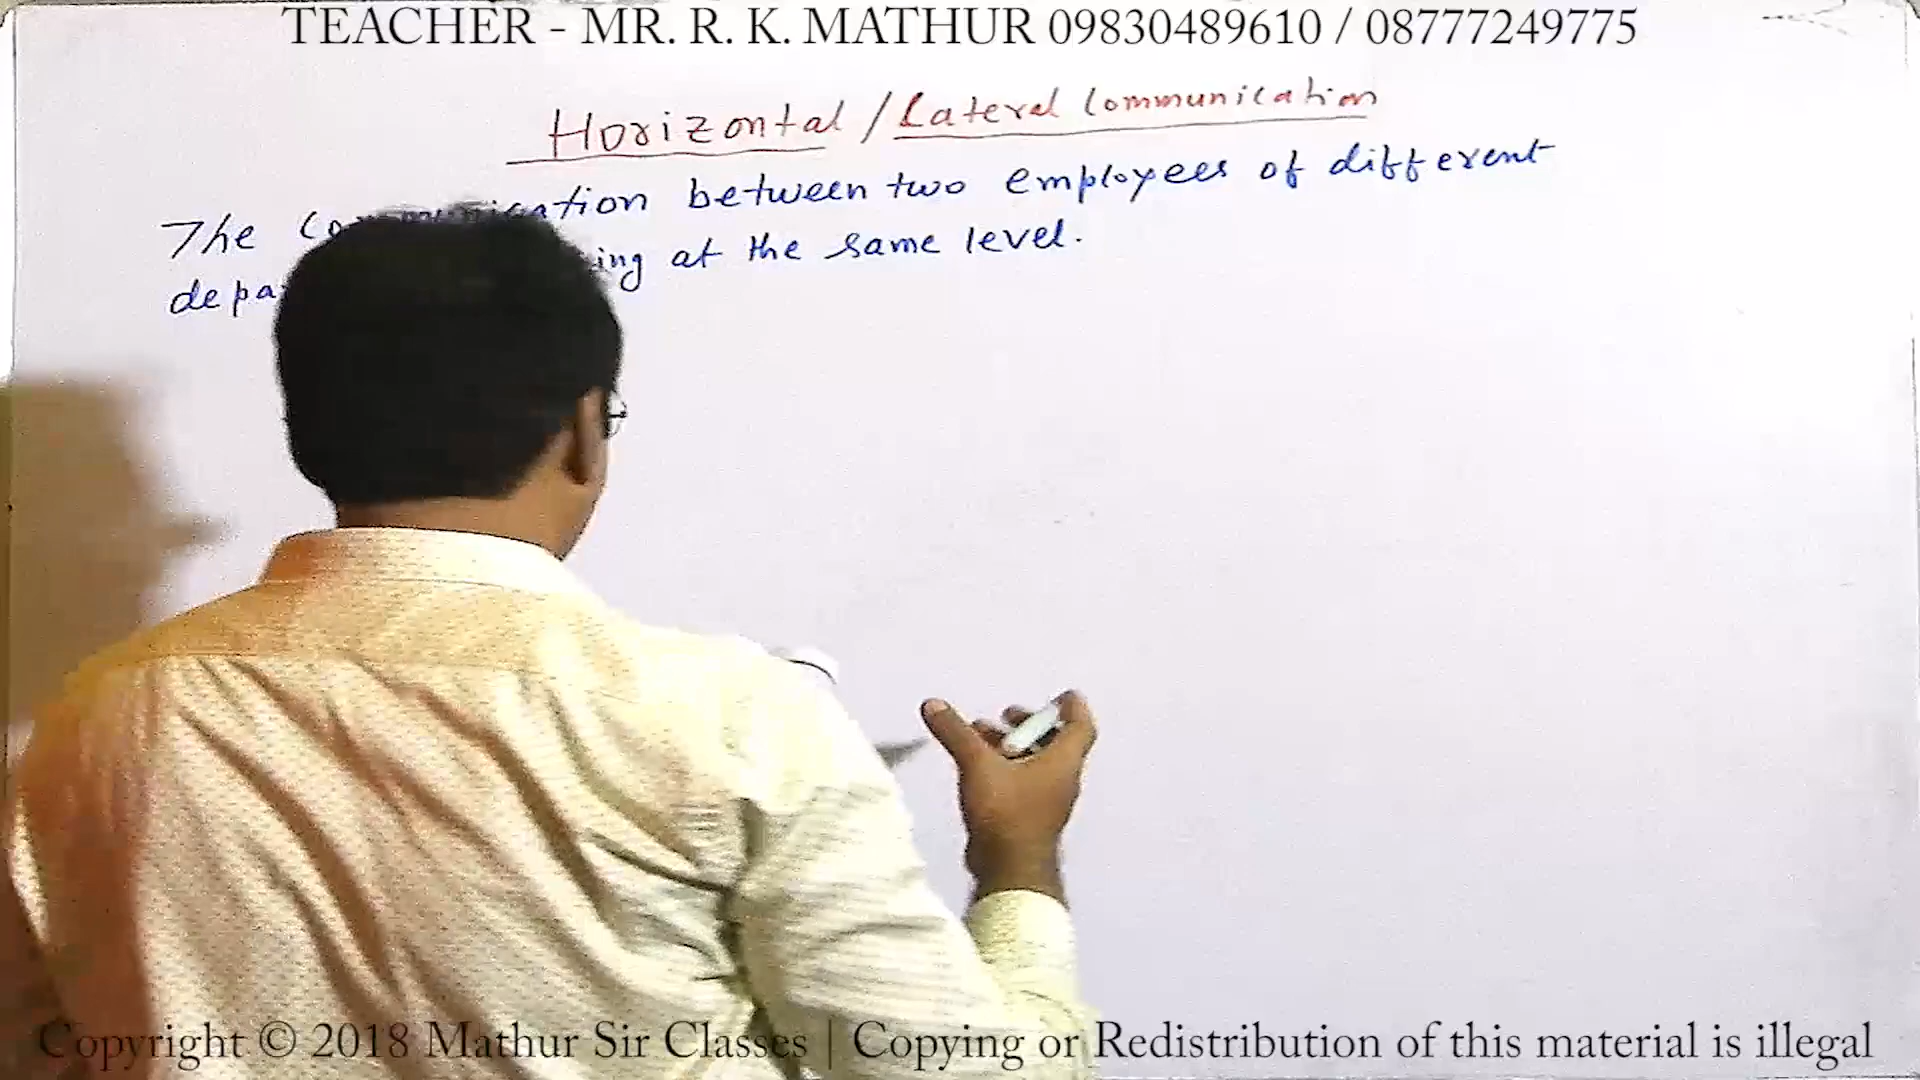 TEACHER - MR. R. K. MATHUR 09830489610 / 08777249775
Horizontal / Lateral Communication
The Communication between two employees of different
depa ing at the same level.
Copyright © 2018 Mathur Sir Classes | Copying or Redistribution of this material is illegal